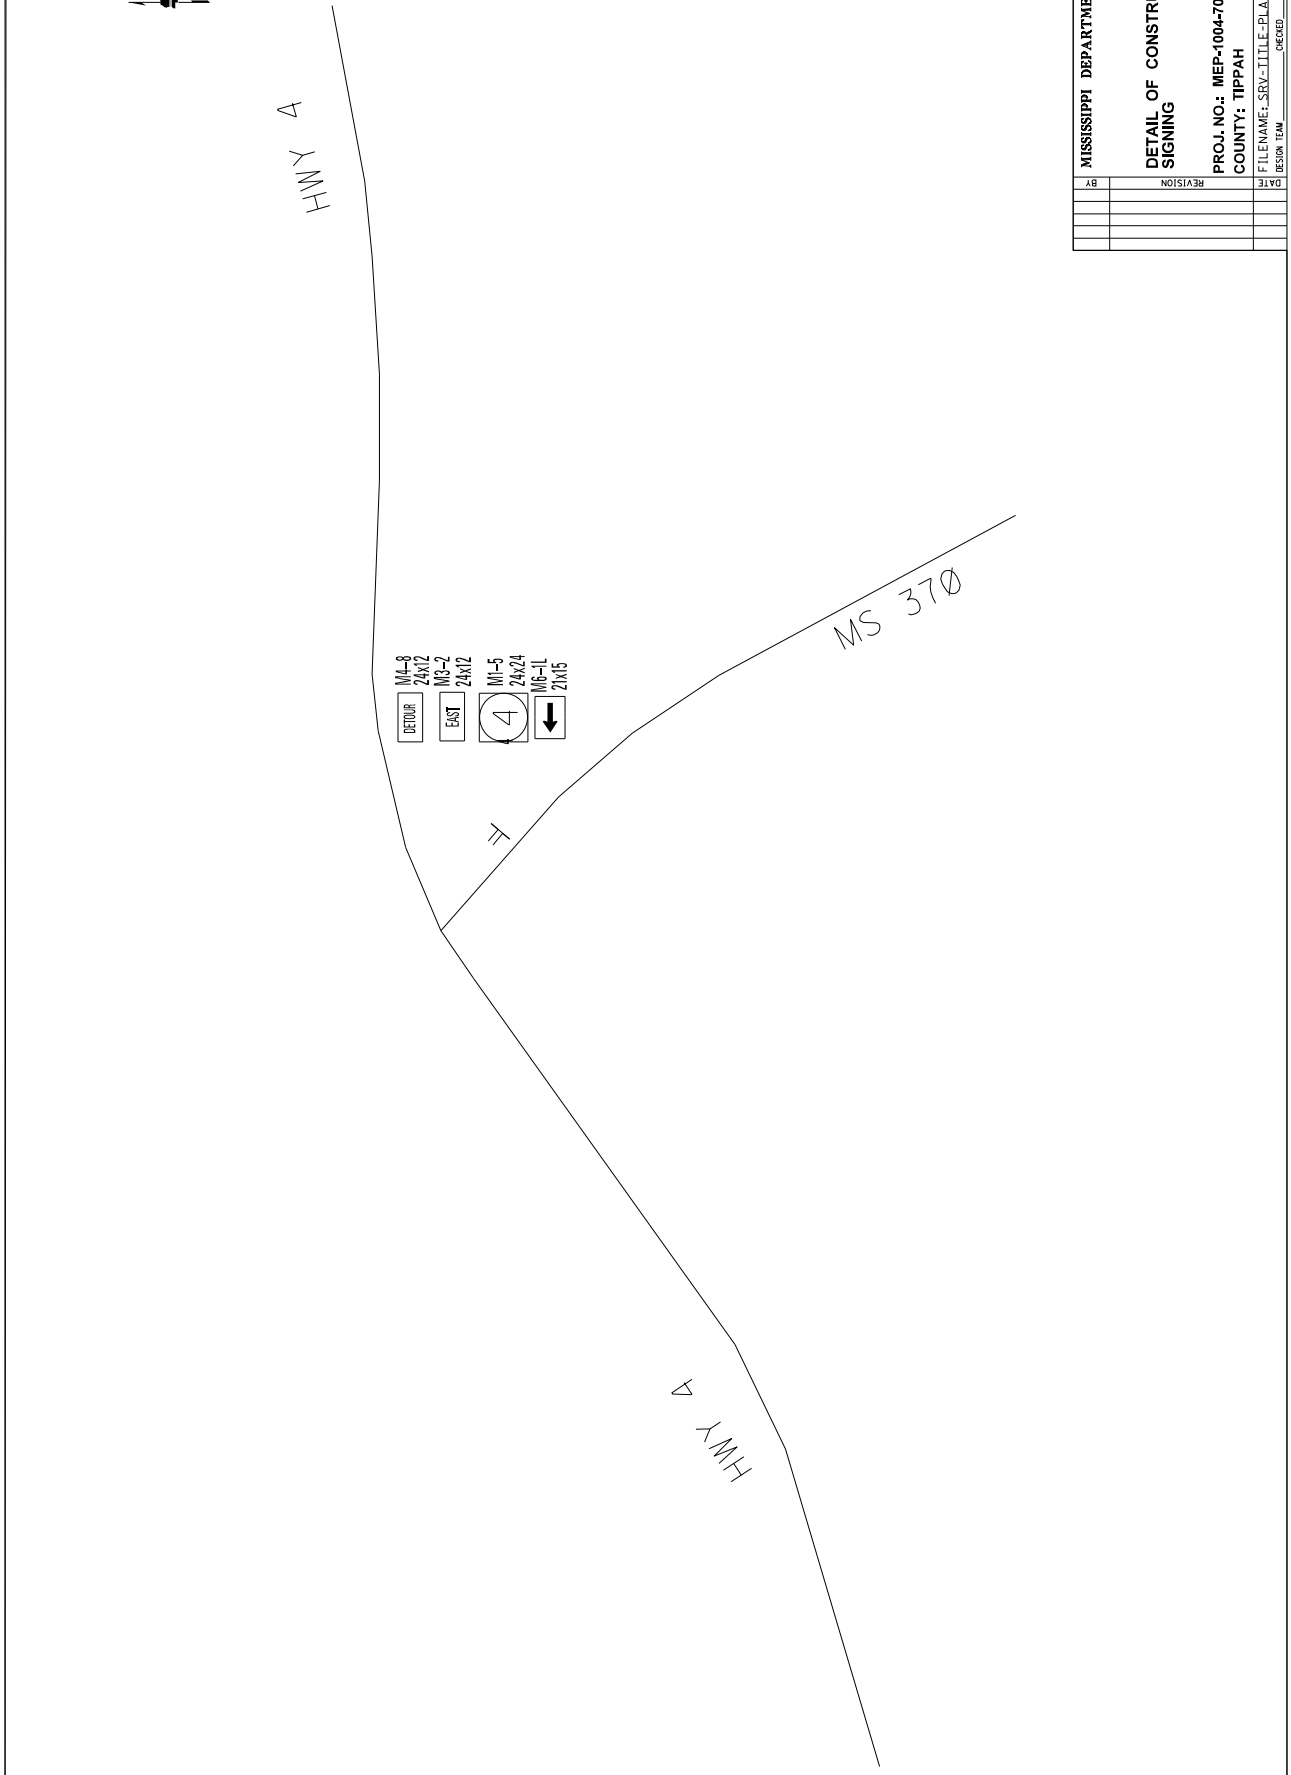 HWY 4
M4-8
24x12
DETOUR
M3-2
24x12
EAST
M1-5
24x24
4
M6-1L
21x15
MS 370
HWY 4
MISSISSIPPI DEPARTME
DETAIL OF CONSTRU
SIGNING
PROJ. NO.: MEP-1004-70
COUNTY: TIPPAH
FILENAME: SRV-TITLE-PLA
DESIGN TEAM CHECKED
BY
REVISION
DATE